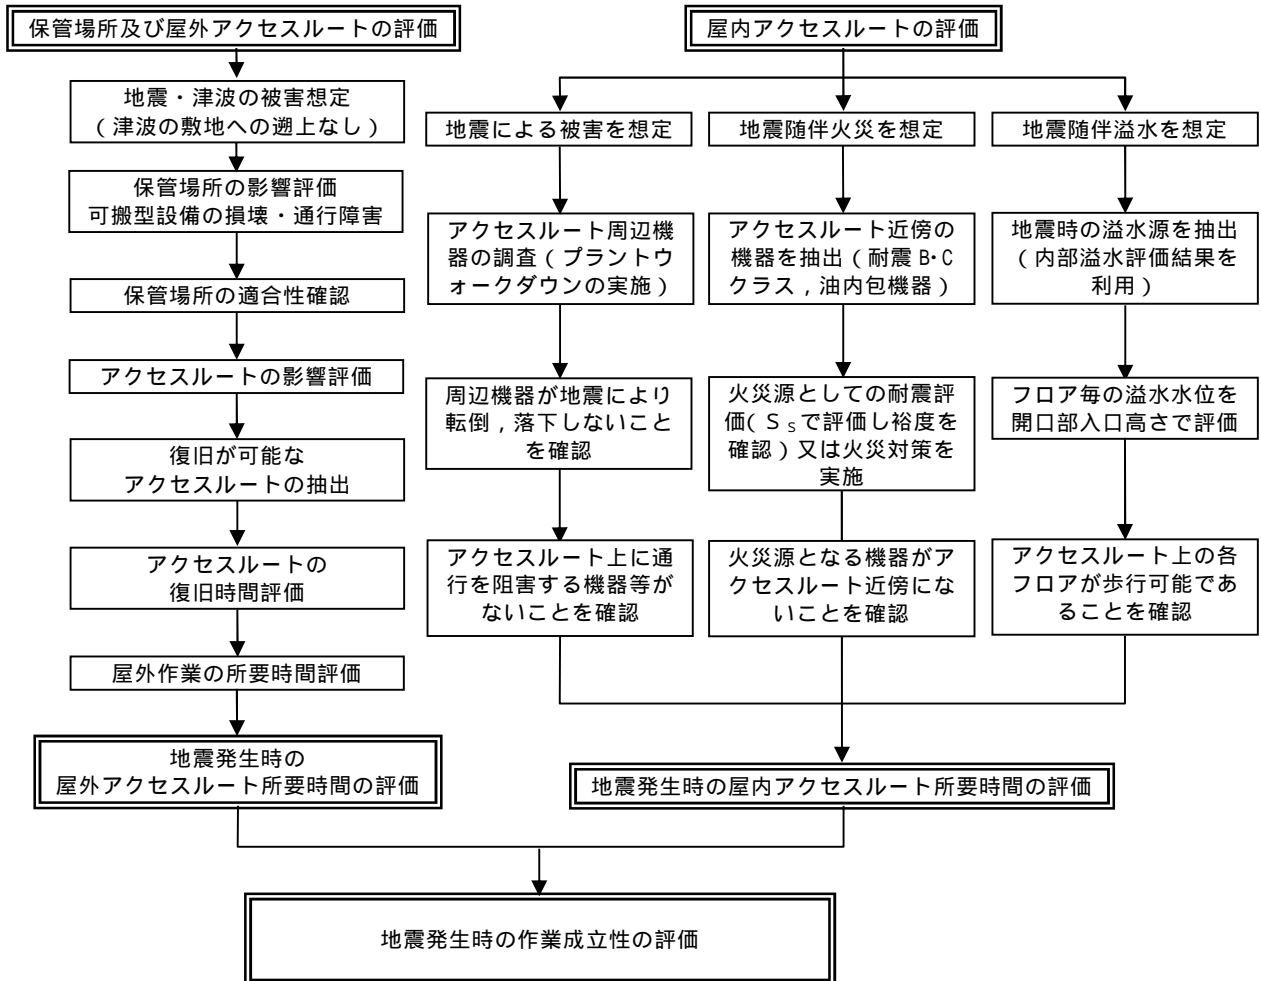 保管場所及び屋外アクセスルートの評価
地震・津波の被害想定
（津波の敷地への遡上なし）
保管場所の影響評価
可搬型設備の損壊・通行障害
保管場所の適合性確認
アクセスルートの影響評価
復旧が可能な
アクセスルートの抽出
アクセスルートの
復旧時間評価
屋外作業の所要時間評価
地震発生時の
屋外アクセスルート所要時間の評価
屋内アクセスルートの評価
地震による被害を想定
アクセスルート周辺機
器の調査（プラントウ
ォークダウンの実施）
周辺機器が地震により
転倒，落下しないこと
を確認
アクセスルート上に通
行を阻害する機器等が
ないことを確認
地震随伴火災を想定
アクセスルート近傍の
機器を抽出（耐震B・C
クラス，油内包機器）
火災源としての耐震評
価（Ｓｓで評価し裕度を
確認）又は火災対策を
実施
火災源となる機器がア
クセスルート近傍にな
いことを確認
地震随伴溢水を想定
地震時の溢水源を抽出
（内部溢水評価結果を
利用）
フロア毎の溢水水位を
開口部入口高さで評価
アクセスルート上の各
フロアが歩行可能であ
ることを確認
地震発生時の屋内アクセスルート所要時間の評価
地震発生時の作業成立性の評価